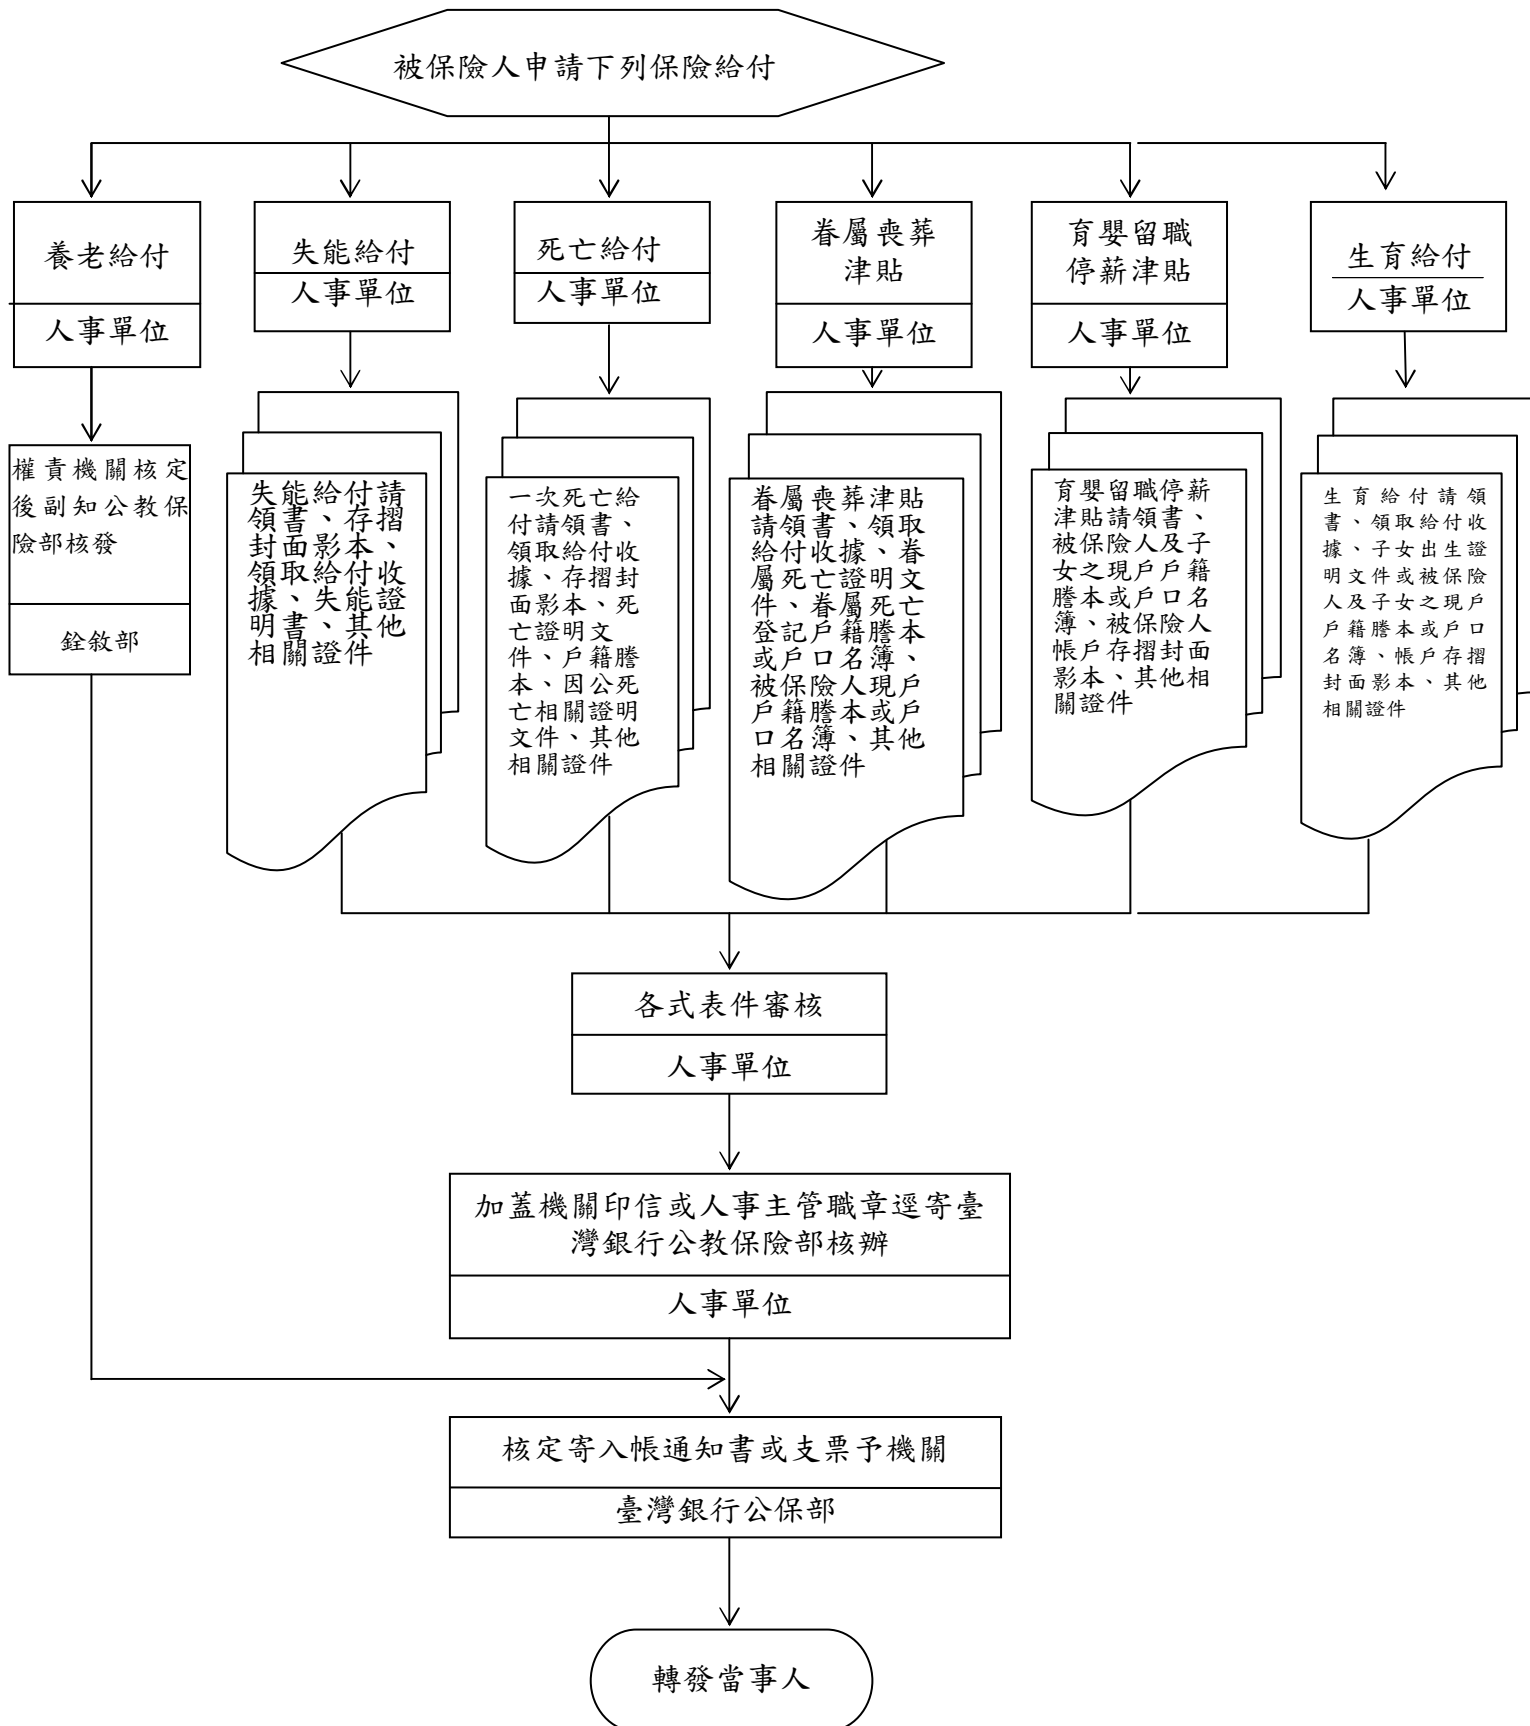 被保險人申請下列保險給付
養老給付
人事單位
失能給付
人事單位
死亡給付
人事單位
眷屬喪葬
津貼
人事單位
育嬰留職
停薪津貼
人事單位
生育給付
人事單位
權責機關核定
後副知公教保
險部核發
銓敘部
失能給付請
領書、存摺
封面影本、
領取給付收
據、失能證
明書、其他
相關證件
一次死亡給
付請領書、
領取給付收
據、存摺封
面影本、死
亡證明文
件、戶籍謄
本、因公死
亡相關證明
文件、其他
相關證件
眷屬喪葬津貼
請領書、領取
給付收據、眷
屬死亡證明文
件、眷屬死亡
登記戶籍謄本
或戶口名簿、
被保險人現戶
戶籍謄本或戶
口名簿、其他
相關證件
育嬰留職停薪
津貼請領書、
被保險人及子
女之現戶戶籍
謄本或戶口名
簿、被保險人
帳戶存摺封面
影本、其他相
關證件
生育給付請領
書、領取給付收
據、子女出生證
明文件或被保險
人及子女之現戶
戶籍謄本或戶口
名簿、帳戶存摺
封面影本、其他
相關證件
各式表件審核
人事單位
加蓋機關印信或人事主管職章逕寄臺
灣銀行公教保險部核辦
人事單位
核定寄入帳通知書或支票予機關
臺灣銀行公保部
轉發當事人